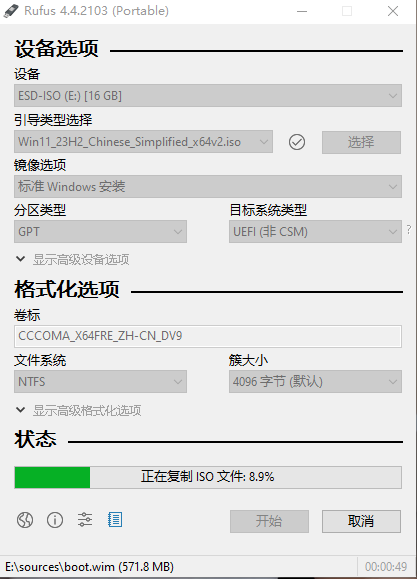 Rufus 4.4.2103 (Portable)
设备选项
设备
ESD-ISO (E:) [16 GB]
引导类型选择
Win11_23H2_Chinese_Simplified_x64v2.iso
选择
镜像选项
标准 Windows 安装
分区类型
目标系统类型
GPT
UEFI (非 CSM)
?
显示高级设备选项
格式化选项
卷标
CCCOMA_X64FRE_ZH-CN_DV9
文件系统
簇大小
NTFS
4096 字节 (默认)
显示高级格式化选项
状态
正在复制 ISO 文件: 8.9%
开始
取消
E:\sources\boot.wim (571.8 MB)
00:00:49